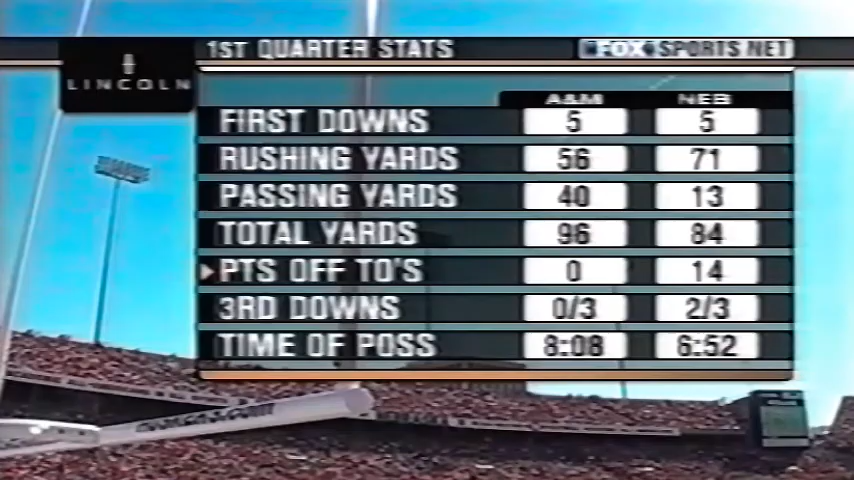 1ST QUARTER STATS
FOX SPORTS NET
LINCOLN
A&M NEB
FIRST DOWNS 5 5
RUSHING YARDS 56 71
PASSING YARDS 40 13
TOTAL YARDS 96 84
PTS OFF TO'S 0 14
3RD DOWNS 0/3 2/3
TIME OF POSS 8:08 6:52